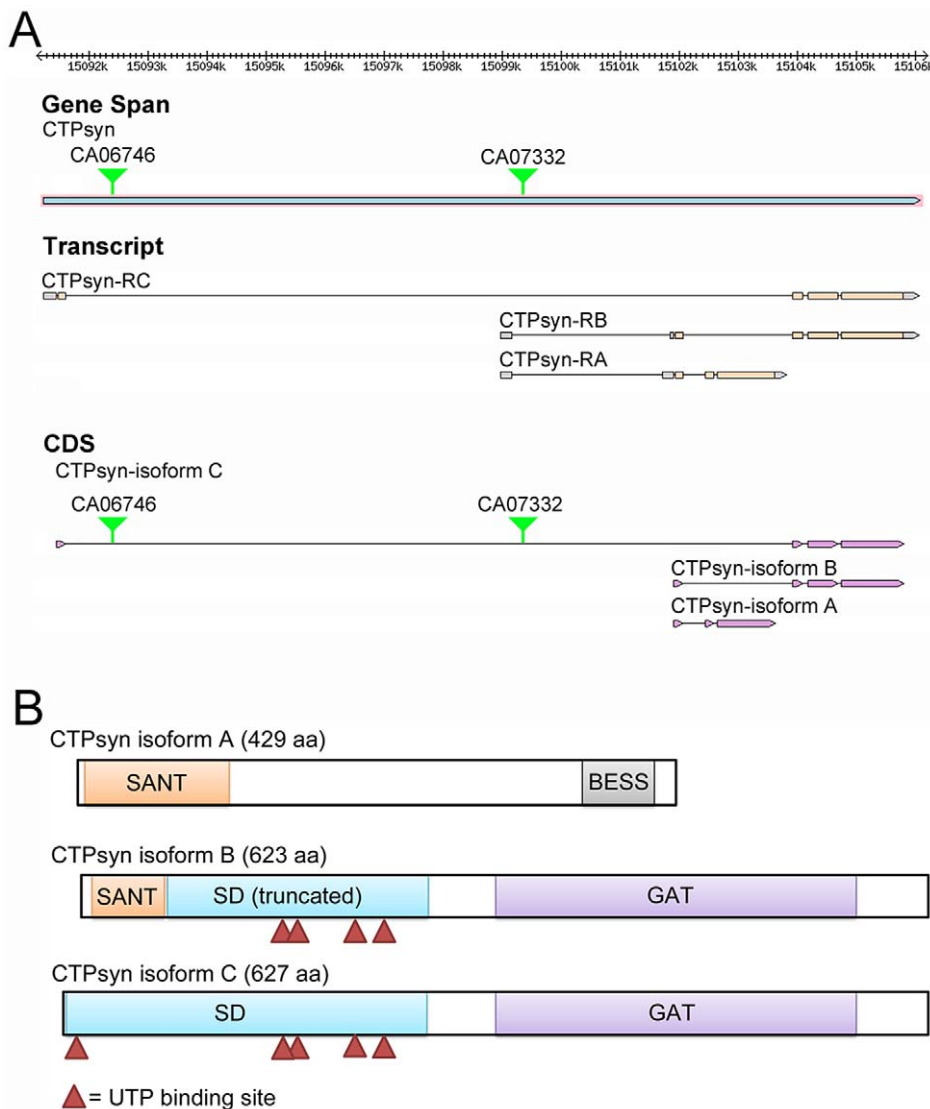 A
15092k 15093k 15094k 15095k 15096k 15097k 15098k 15099k 15100k 15101k 15102k 15103k 15104k 15105k 15106k
Gene Span
CTPsyn
CA06746 CA07332
Transcript
CTPsyn-RC
CTPsyn-RB
CTPsyn-RA
CDS
CTPsyn-isoform C
CA06746 CA07332
CTPsyn-isoform B
CTPsyn-isoform A
B
CTPsyn isoform A (429 aa)
SANT BESS
CTPsyn isoform B (623 aa)
SANT SD (truncated) GAT
CTPsyn isoform C (627 aa)
SD GAT
= UTP binding site